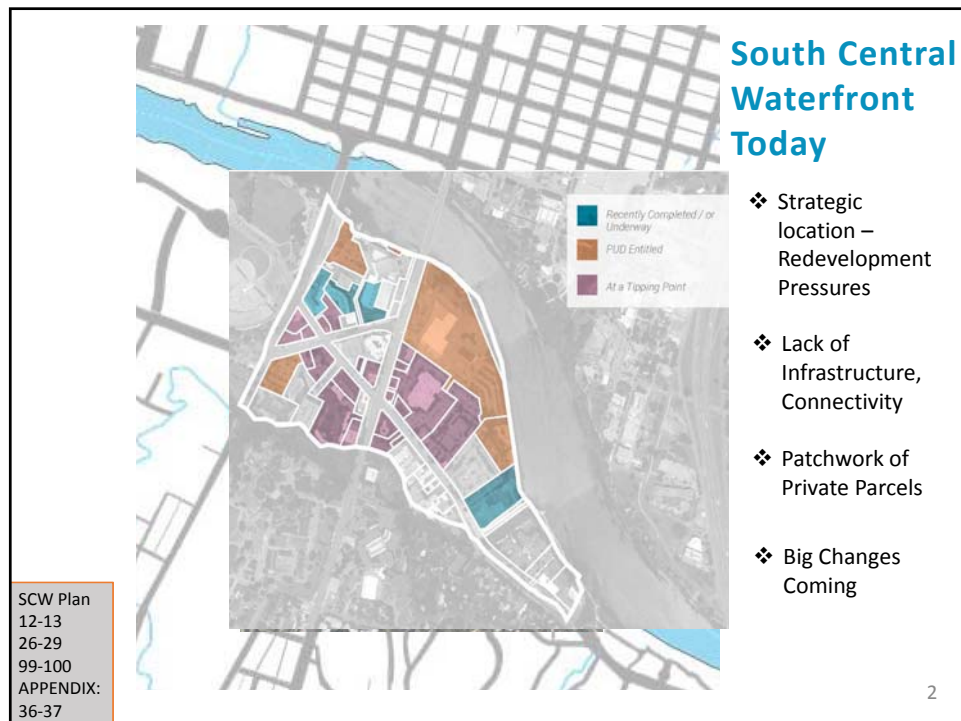 South Central
Waterfront
Today
Recently Completed / or
Underway
PUD Entitled
At a Tipping Point
❖ Strategic
location –
Redevelopment
Pressures
❖ Lack of
Infrastructure,
Connectivity
❖ Patchwork of
Private Parcels
❖ Big Changes
Coming
SCW Plan
12-13
26-29
99-100
APPENDIX:
36-37
2